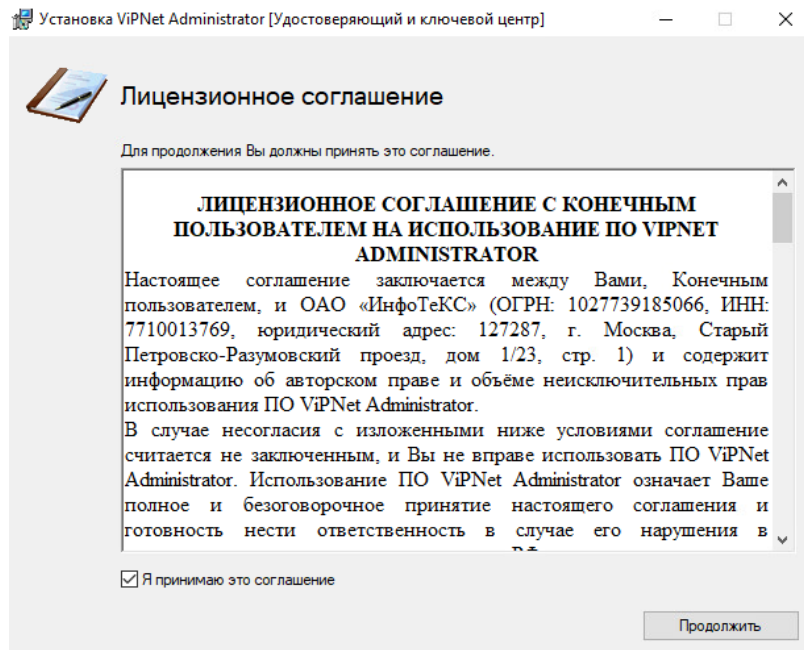 Установка ViPNet Administrator [Удостоверяющий и ключевой центр]
Лицензионное соглашение
Для продолжения Вы должны принять это соглашение.
ЛИЦЕНЗИОННОЕ СОГЛАШЕНИЕ С КОНЕЧНЫМ
ПОЛЬЗОВАТЕЛЕМ НА ИСПОЛЬЗОВАНИЕ ПО VIPNET
ADMINISTRATOR
Настоящее соглашение заключается между Вами, Конечным
пользователем, и ОАО «ИнфоТеКС» (ОГРН: 1027739185066, ИНН:
7710013769, юридический адрес: 127287, г. Москва, Старый
Петровско-Разумовский проезд, дом 1/23, стр. 1) и содержит
информацию об авторском праве и объёме неисключительных прав
использования ПО ViPNet Administrator.
В случае несогласия с изложенными ниже условиями соглашение
считается не заключенным, и Вы не вправе использовать ПО ViPNet
Administrator. Использование ПО ViPNet Administrator означает Ваше
полное и безоговорочное принятие настоящего соглашения и
готовность нести ответственность в случае его нарушения в
Я принимаю это соглашение
Продолжить